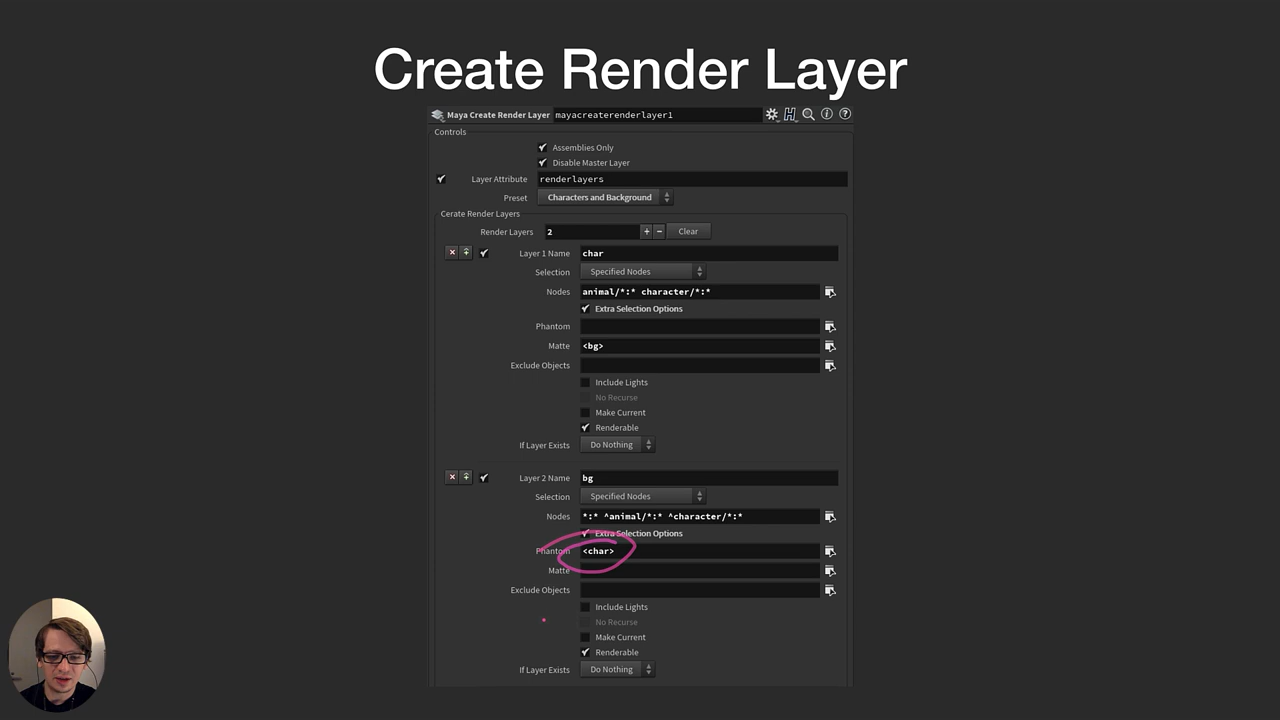 Create Render Layer
Maya Create Render Layer mayacreaterenderlayer1
Controls
Assemblies Only
Disable Master Layer
Layer Attribute renderlayers
Preset Characters and Background
Cerate Render Layers
Render Layers 2 + − Clear
Layer 1 Name char
Selection Specified Nodes
Nodes animal/*:* character/*:*
Extra Selection Options
Phantom
Matte <bg>
Exclude Objects
Include Lights
No Recurse
Make Current
Renderable
If Layer Exists Do Nothing
Layer 2 Name bg
Selection Specified Nodes
Nodes *:* ^animal/*:* ^character/*:*
Extra Selection Options
Phantom <char>
Matte
Exclude Objects
Include Lights
No Recurse
Make Current
Renderable
If Layer Exists Do Nothing